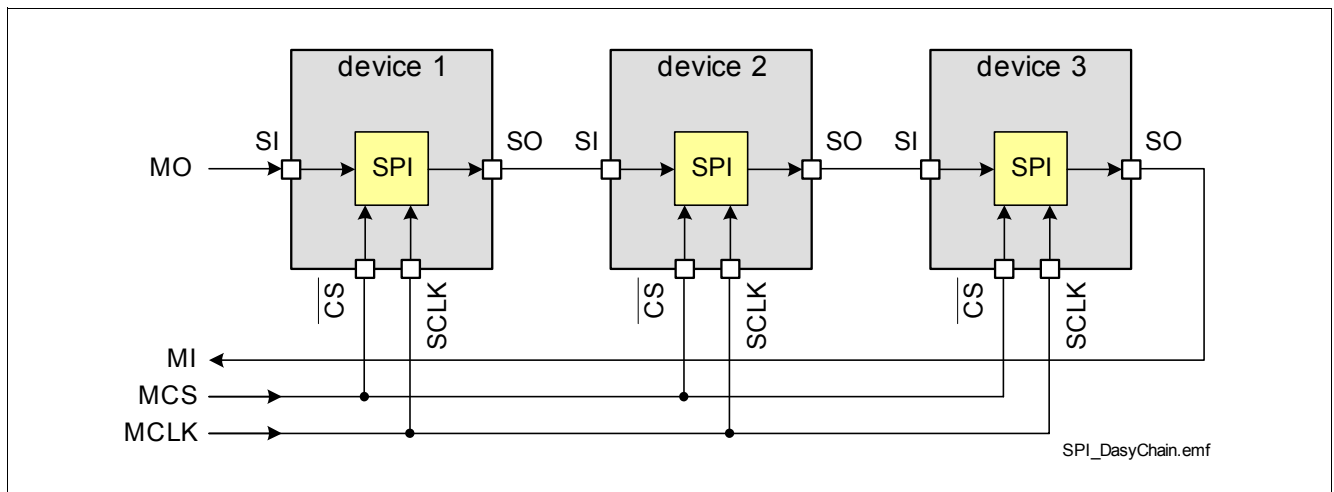 device 1 device 2 device 3
SI SO SI SO SI SO
MO SPI SPI SPI
CS SCLK CS SCLK CS SCLK
MI
MCS
MCLK
SPI_DasyChain.emf